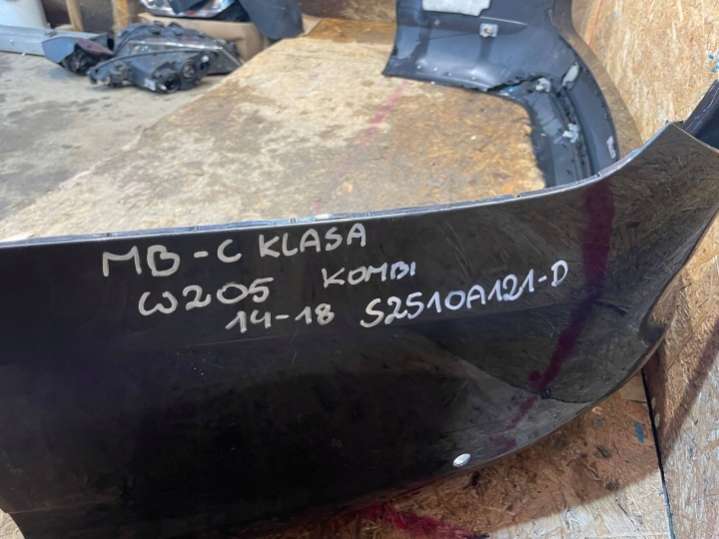 MB-C KLASA
W205 KOMBI
14-18 S2510A121-D